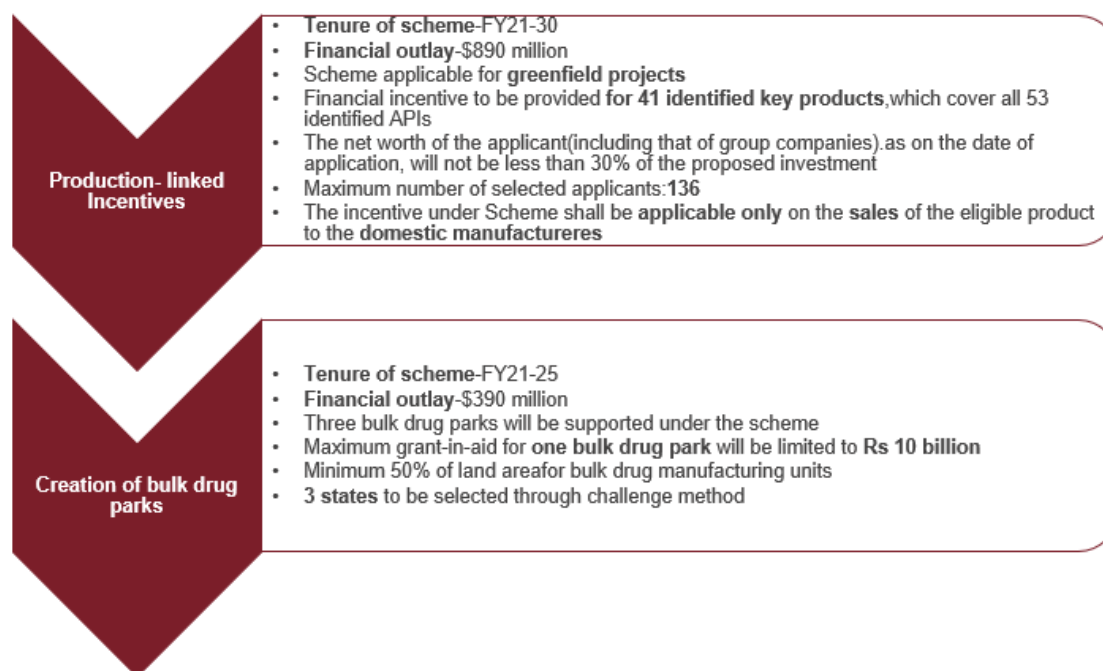 Production- linked
Incentives
• Tenure of scheme-FY21-30
• Financial outlay-$890 million
• Scheme applicable for greenfield projects
• Financial incentive to be provided for 41 identified key products,which cover all 53
identified APIs
• The net worth of the applicant(including that of group companies).as on the date of
application, will not be less than 30% of the proposed investment
• Maximum number of selected applicants:136
• The incentive under Scheme shall be applicable only on the sales of the eligible product
to the domestic manufactureres
Creation of bulk drug
parks
• Tenure of scheme-FY21-25
• Financial outlay-$390 million
• Three bulk drug parks will be supported under the scheme
• Maximum grant-in-aid for one bulk drug park will be limited to Rs 10 billion
• Minimum 50% of land areafor bulk drug manufacturing units
• 3 states to be selected through challenge method